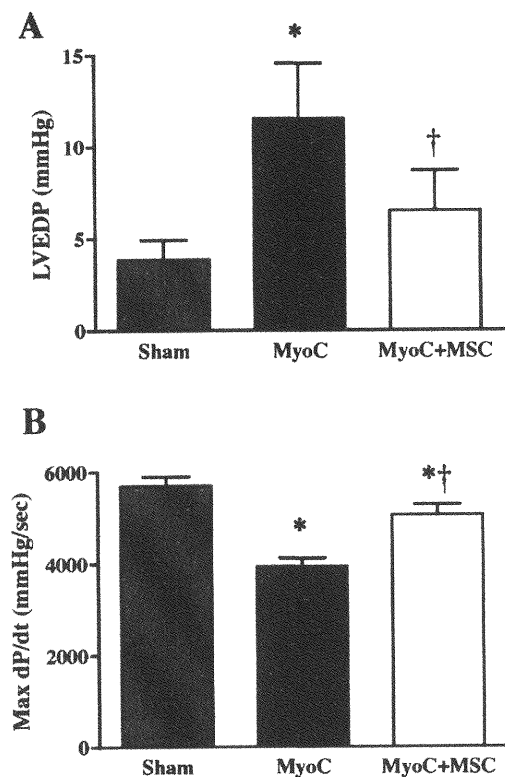 A
*
15
†
10
LVEDP (mmHg)
5
0
Sham MyoC MyoC+MSC
B
6000
*†
*
4000
Max dP/dt (mmHg/sec)
2000
0
Sham MyoC MyoC+MSC